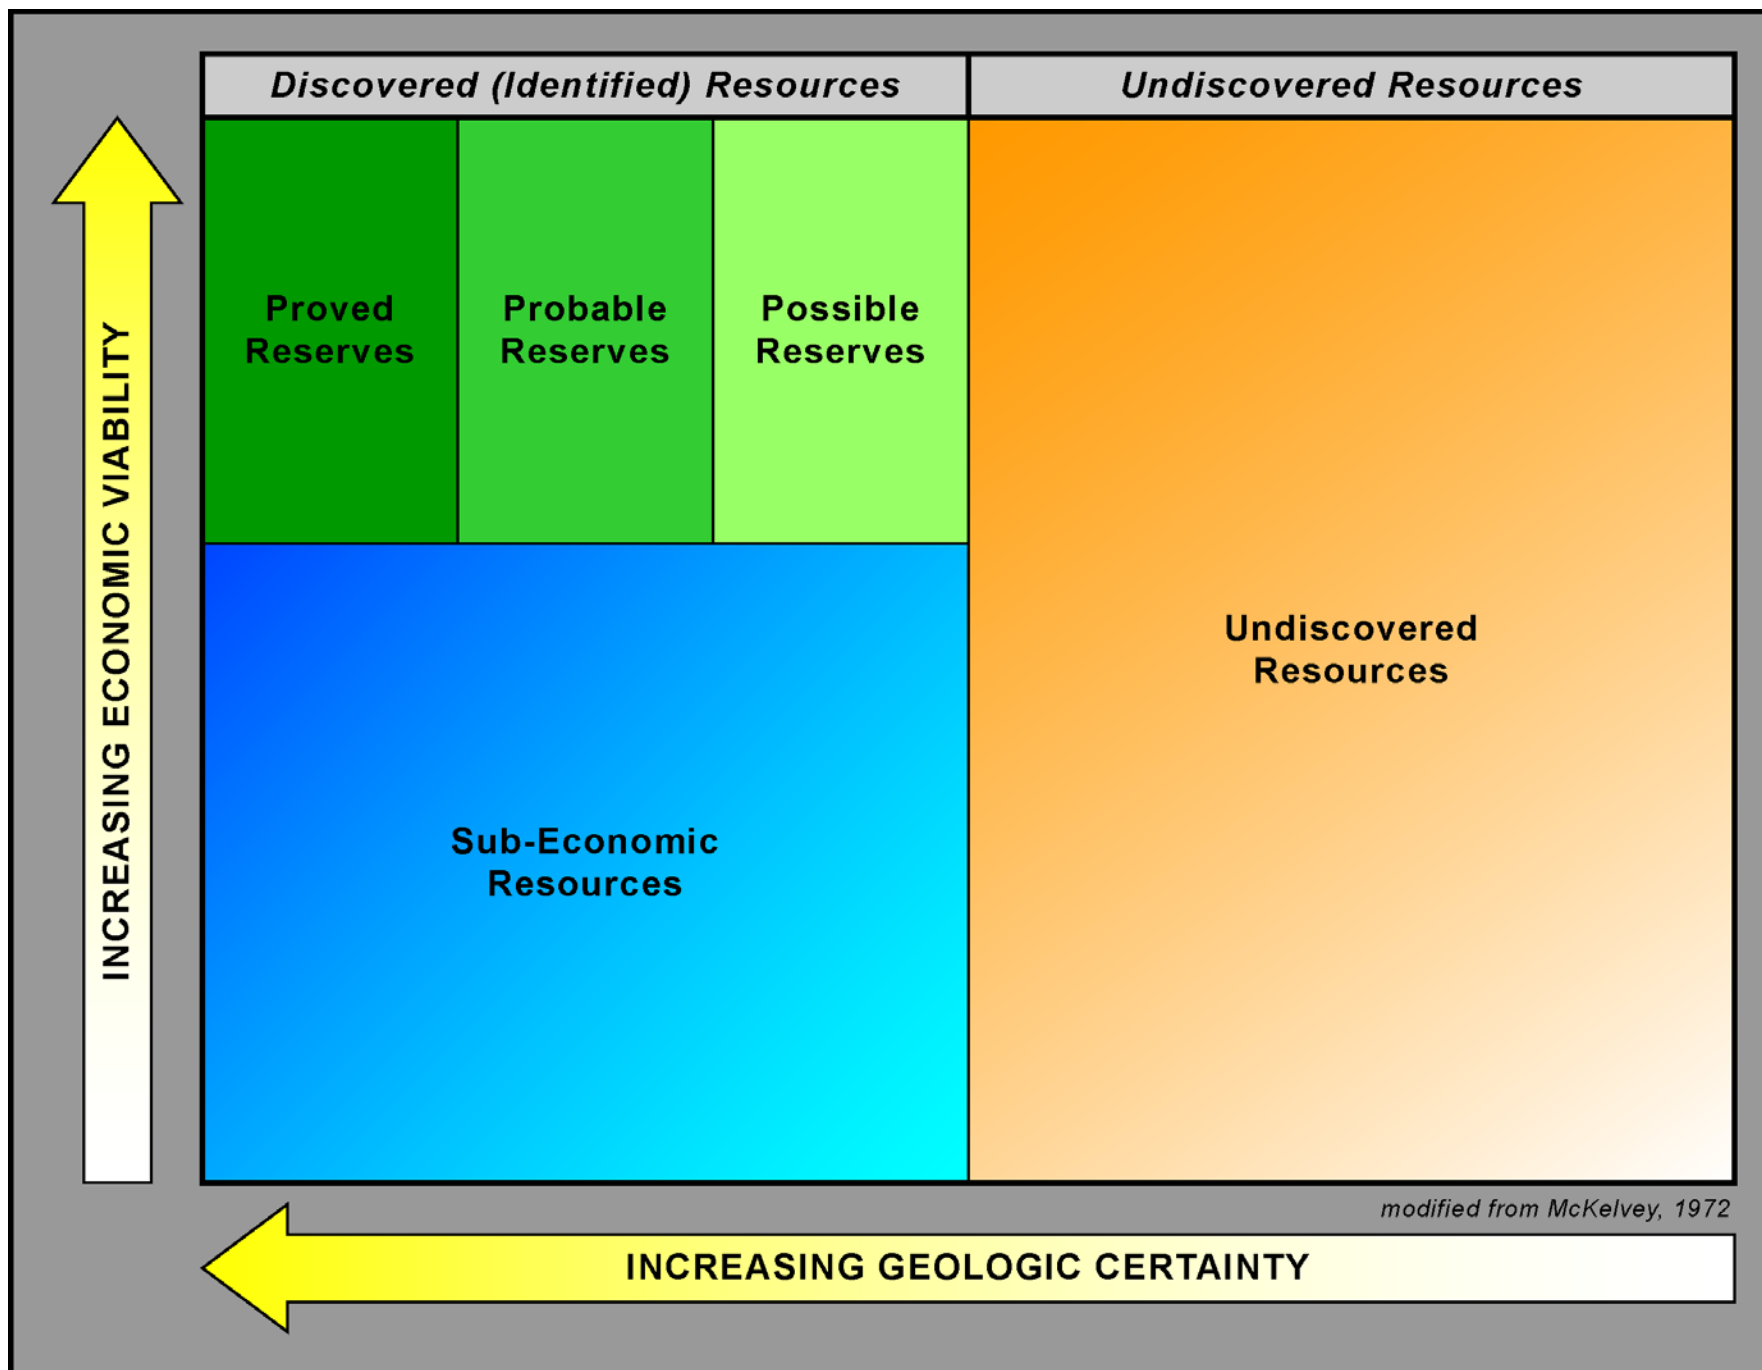 Discovered (Identified) Resources
Undiscovered Resources
Proved
Reserves
Probable
Reserves
Possible
Reserves
Undiscovered
Resources
Sub-Economic
Resources
INCREASING ECONOMIC VIABILITY
modified from McKelvey, 1972
INCREASING GEOLOGIC CERTAINTY